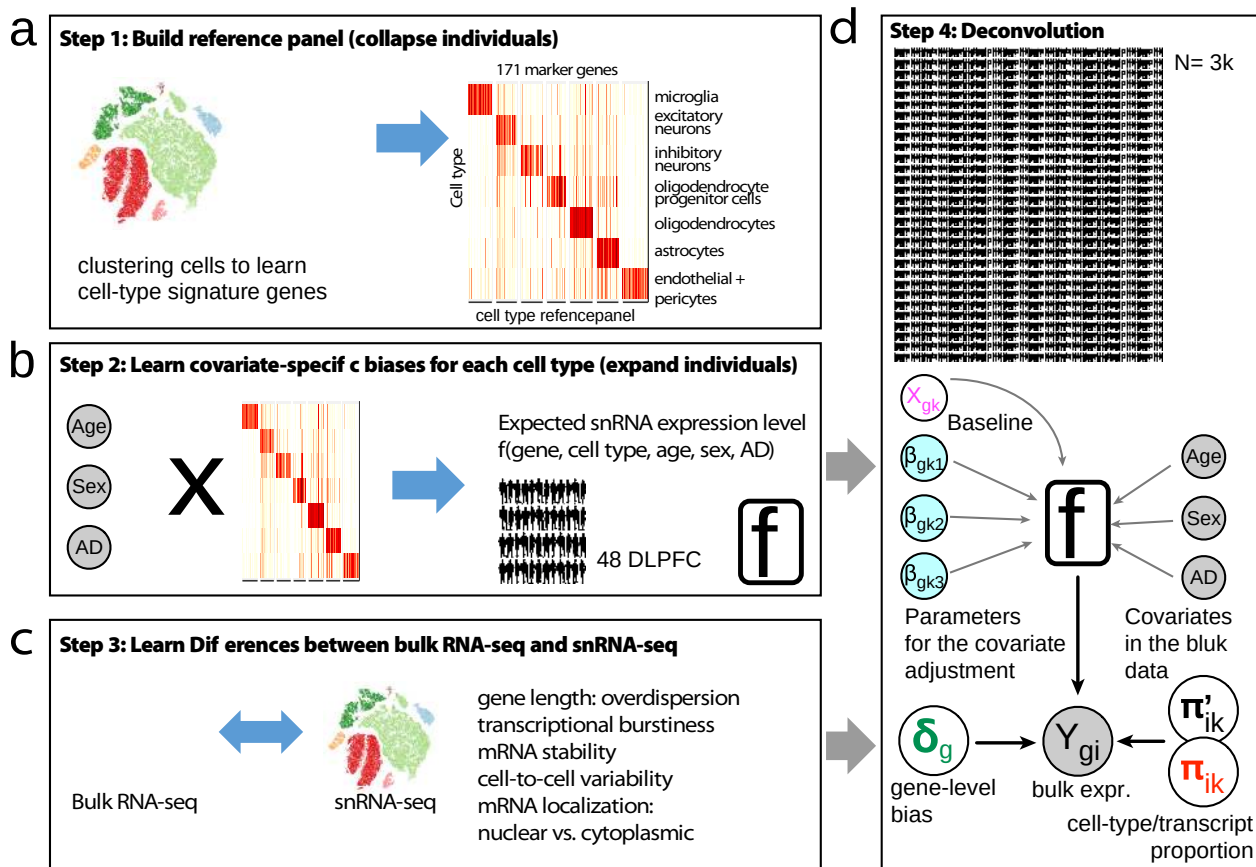 a
Step 1: Build reference panel (collapse individuals)
171 marker genes
Cell type
microglia
excitatory
neurons
inhibitory
neurons
oligodendrocyte
progenitor cells
oligodendrocytes
astrocytes
endothelial +
pericytes
clustering cells to learn
cell-type signature genes
cell type refencepanel
b
Step 2: Learn covariate-specif c biases for each cell type (expand individuals)
Age
Sex
AD
X
Expected snRNA expression level
f(gene, cell type, age, sex, AD)
48 DLPFC
f
c
Step 3: Learn Dif erences between bulk RNA-seq and snRNA-seq
Bulk RNA-seq
snRNA-seq
gene length: overdispersion
transcriptional burstiness
mRNA stability
cell-to-cell variability
mRNA localization:
nuclear vs. cytoplasmic
d
Step 4: Deconvolution
N= 3k
Xgk
Baseline
βgk1
βgk2
βgk3
f
Age
Sex
AD
Parameters
for the covariate
adjustment
Covariates
in the bluk
data
δg
gene-level
bias
Ygi
bulk expr.
π'ik
πik
cell-type/transcript
proportion